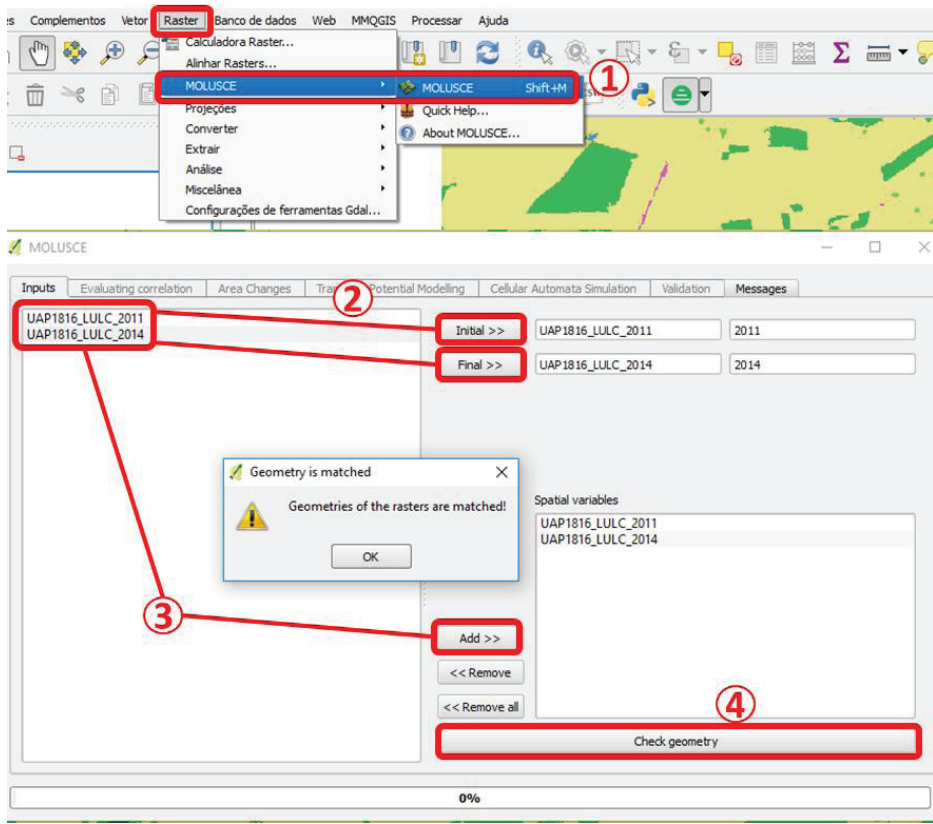 Complementos Vetor Raster Banco de dados Web MMQGIS Processar Ajuda
Calculadora Raster...
Alinhar Rasters...
MOLUSCE
MOLUSCE Shift+M
1
Projeções
Quick Help...
Converter
About MOLUSCE...
Extrair
Análise
Miscelânea
Configurações de ferramentas Gdal...
MOLUSCE
Inputs Evaluating correlation Area Changes Potential Modelling Cellular Automata Simulation Validation Messages
2
UAP1816_LULC_2011
UAP1816_LULC_2014
Initial >> UAP1816_LULC_2011 2011
Final >> UAP1816_LULC_2014 2014
Geometry is matched
Geometries of the rasters are matched!
OK
Spatial variables
UAP1816_LULC_2011
UAP1816_LULC_2014
3
Add >>
<< Remove
<< Remove all
4
Check geometry
0%